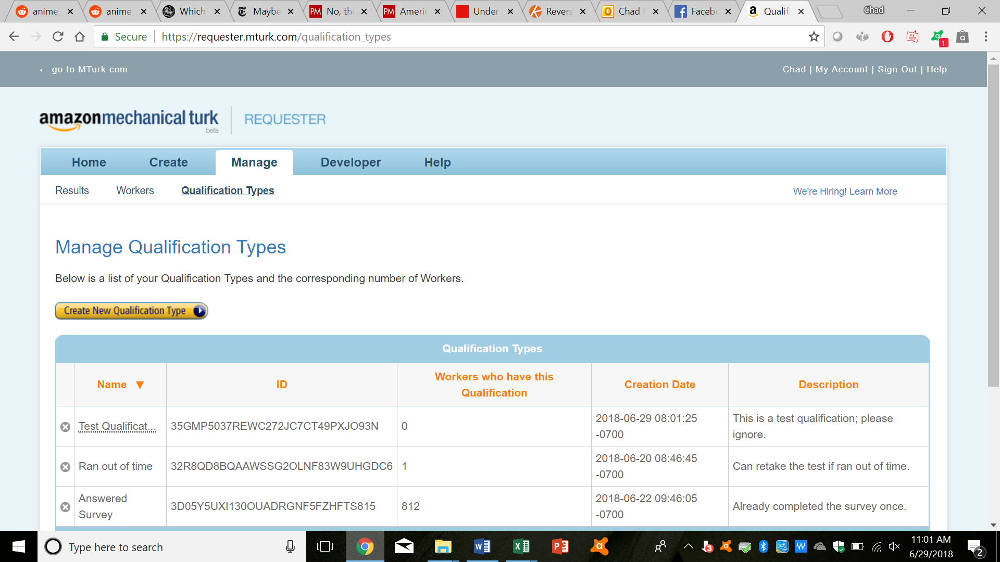 anime_
anime_
Which
Maybe
No, the
Americ
Under
Revers
Chad H
Facebo
Qualifi
Chad
Secure
https://requester.mturk.com/qualification_types
1
← go to MTurk.com
Chad | My Account | Sign Out | Help
amazonmechanical turk
beta
REQUESTER
Home
Create
Manage
Developer
Help
Results
Workers
Qualification Types
We're Hiring! Learn More
Manage Qualification Types
Below is a list of your Qualification Types and the corresponding number of Workers.
Create New Qualification Type
Qualification Types
Name
ID
Workers who have this
Qualification
Creation Date
Description
Test Qualificat...
35GMP5037REWC272JC7CT49PXJO93N
0
2018-06-29 08:01:25
-0700
This is a test qualification; please
ignore.
Ran out of time
32R8QD8BQAAWSSG2OLNF83W9UHGDC6
1
2018-06-20 08:46:45
-0700
Can retake the test if ran out of time.
Answered
Survey
3D05Y5UXI130OUADRGNF5FZHFTS815
812
2018-06-22 09:46:05
-0700
Already completed the survey once.
Type here to search
3
11:01 AM
6/29/2018
2